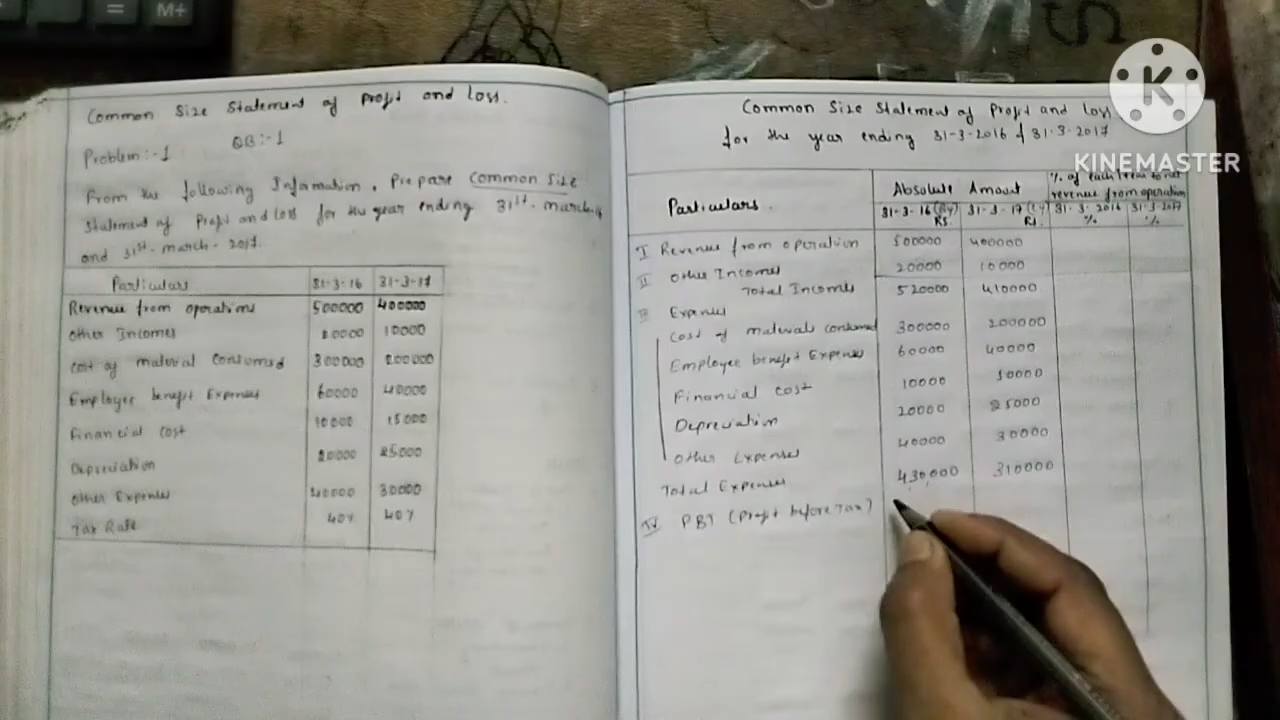 M+
=
K
KINEMASTER
Common Size Statement of Profit and Loss.
Problem:-1 QB:-1
From the following Information, Prepare Common Size
Statement of Profit and Loss for the year ending 31st-march-
and 31st-march-2017.
Particulars 31-3-16 31-3-17
Revenue from operations 500000 400000
Other Incomes 20000 10000
Cost of material Consumed 300000 200000
Employee benefit Expenses 60000 40000
Financial Cost 10000 15000
Depreciation 20000 25000
Other Expenses 40000 30000
Tax Rate 40% 40%
Common Size Statement of Profit and Loss
for the year ending 31-3-2016 & 31-3-2017
Particulars. Absolute Amount % of each item to net revenue from operation
31-3-16 (PY) Rs. 31-3-17 (CY) Rs. 31-3-2016 % 31-3-2017 %
I Revenue from operation 500000 400000
II Other Incomes 20000 10000
Total Incomes 520000 410000
III Expenses
Cost of materials consumed 300000 200000
Employee benefit Expenses 60000 40000
Financial Cost 10000
Depreciation 20000 25000
Other Expenses 40000 30000
Total Expenses 430000 310000
IV PBT (Profit before Tax)